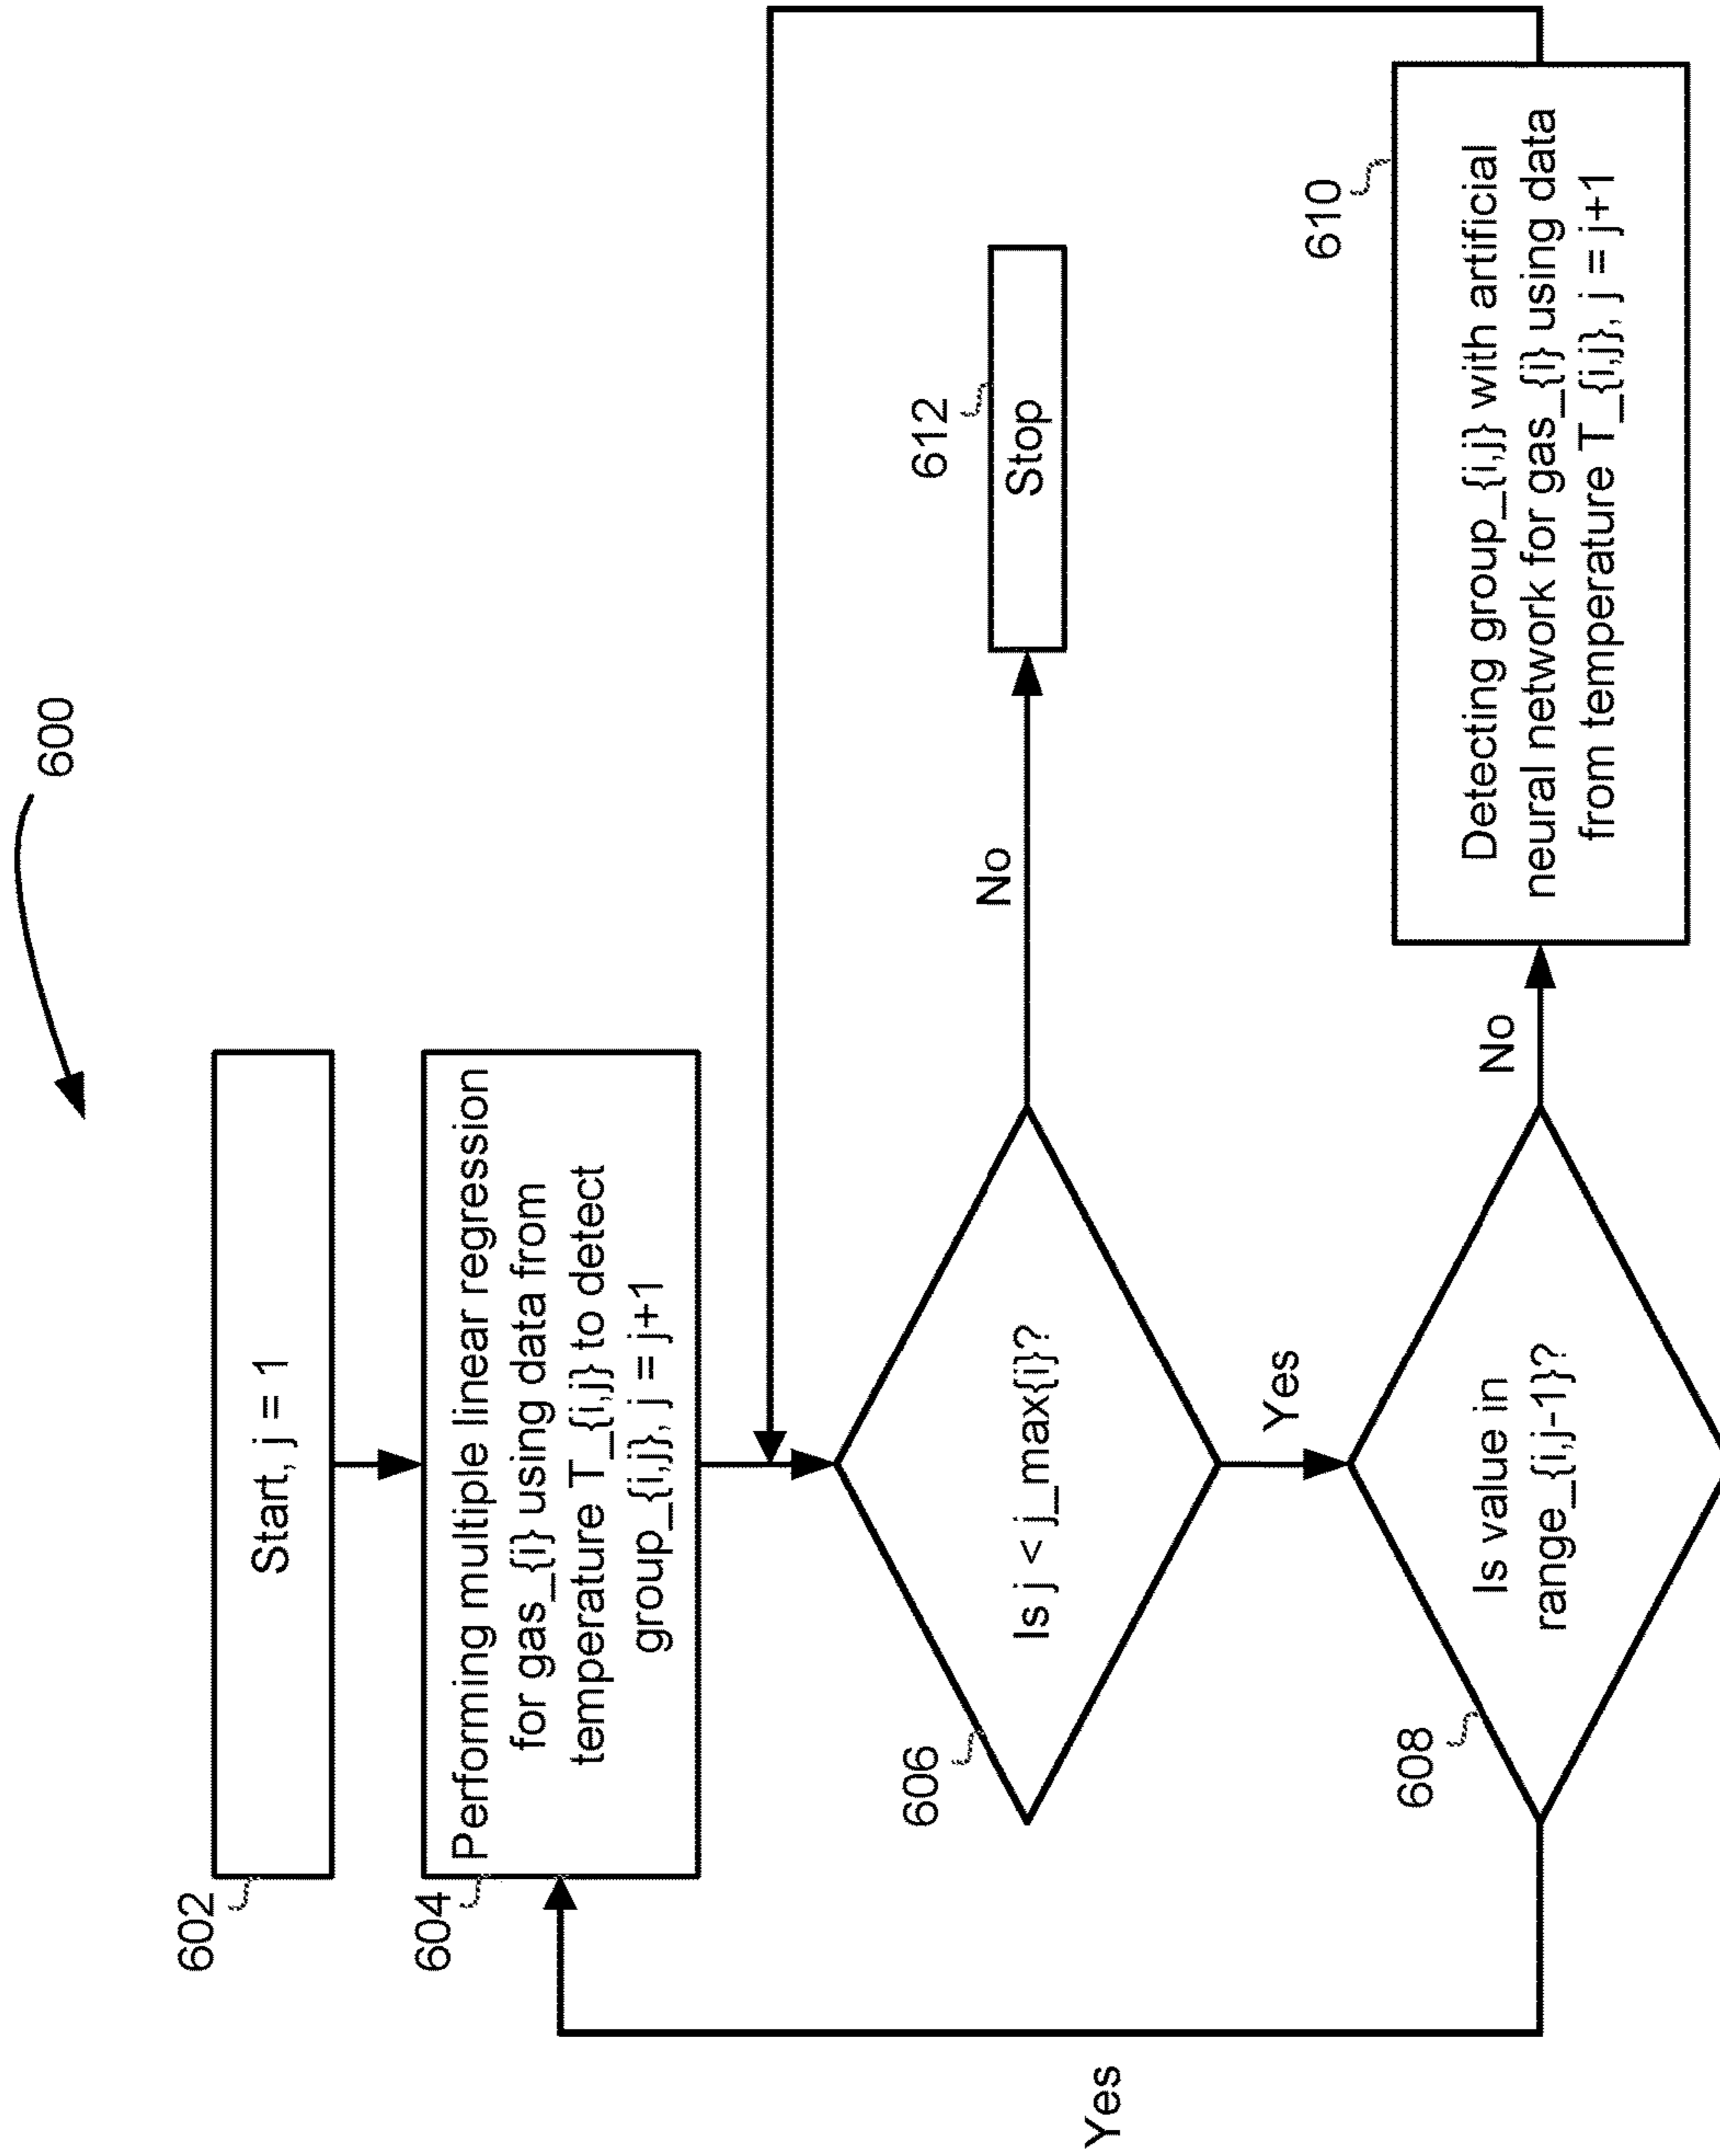 600
602
Start, j = 1
604
Performing multiple linear regression
for gas_{i} using data from
temperature T_{i,j} to detect
group_{i,j}, j = j+1
606
Is j < j_max{i}?
No
612
Stop
Yes
608
Is value in
range_{i,j-1}?
No
610
Detecting group_{i,j} with artificial
neural network for gas_{i} using data
from temperature T_{i,j}, j = j+1
Yes